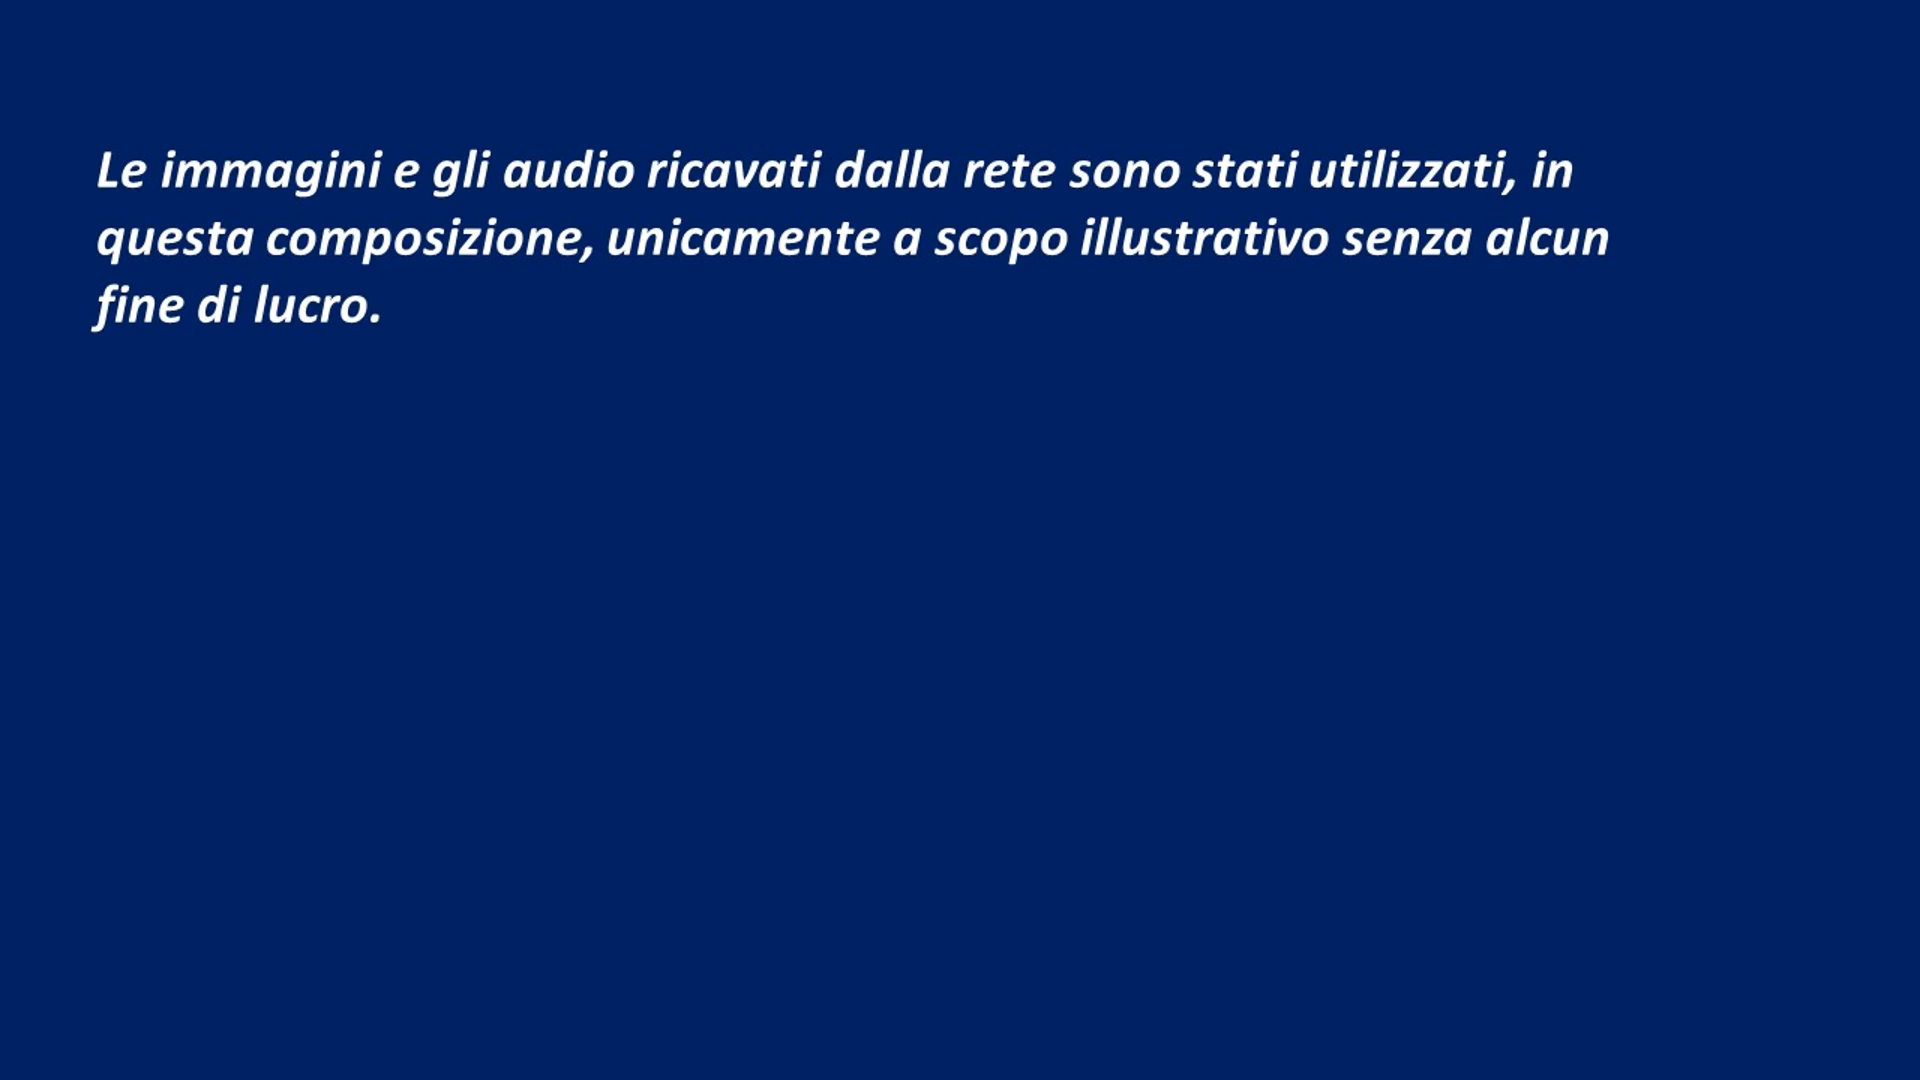 Le immagini e gli audio ricavati dalla rete sono stati utilizzati, in
questa composizione, unicamente a scopo illustrativo senza alcun
fine di lucro.